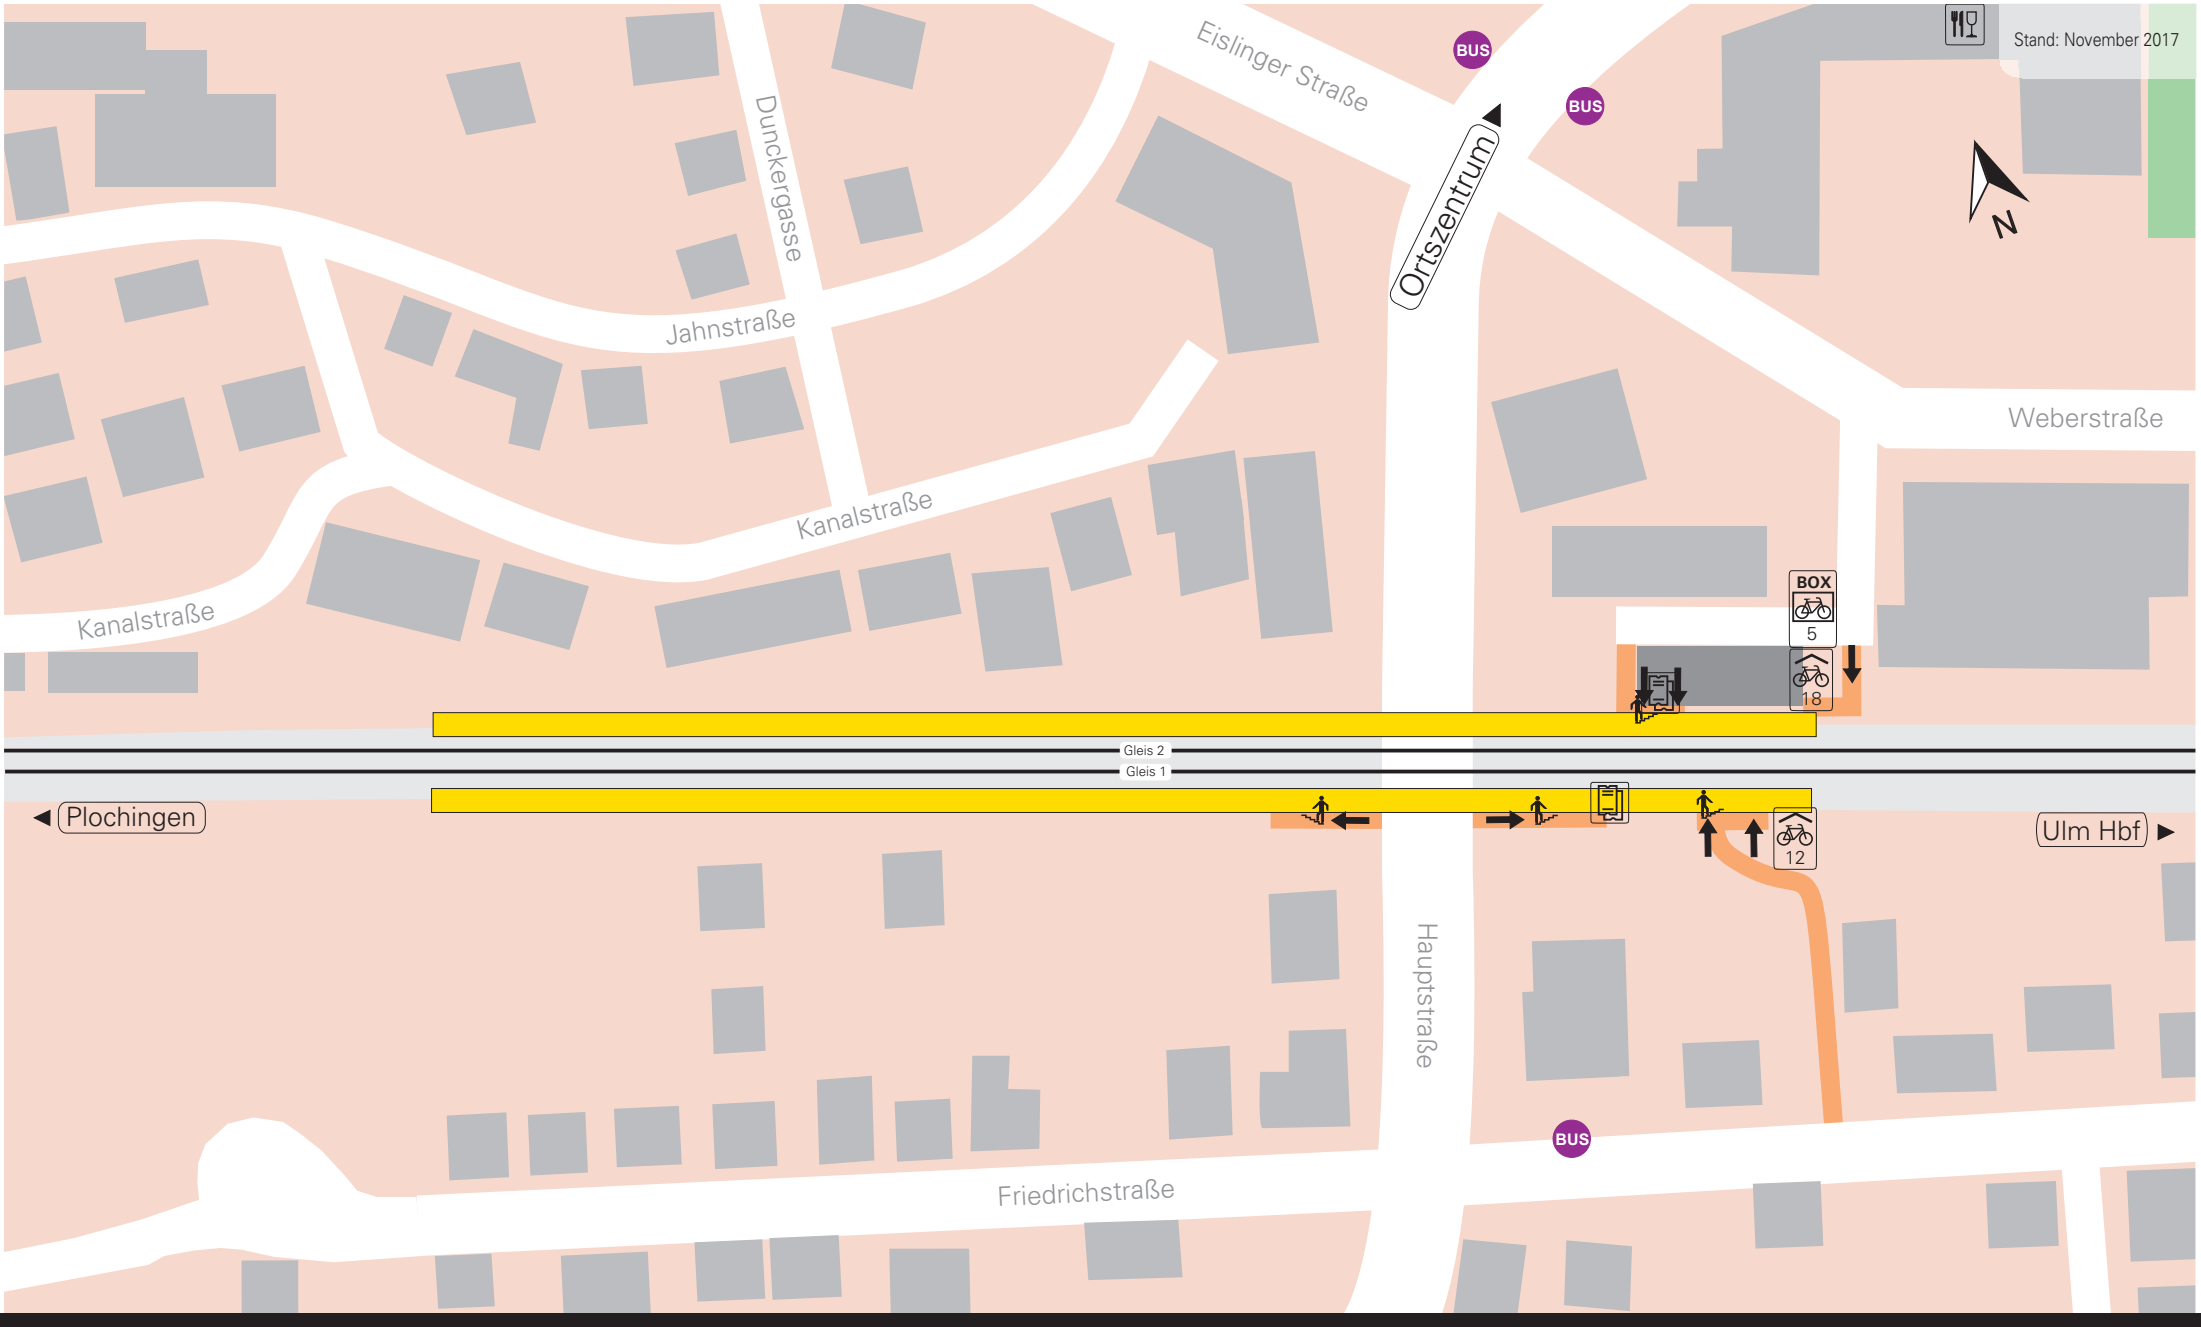 Stand: November 2017
Eislinger Straße
BUS
BUS
Dunckergasse
Ortszentrum
N
Jahnstraße
Weberstraße
Kanalstraße
Kanalstraße
BOX
5
18
Gleis 2
Gleis 1
Plochingen
Ulm Hbf
12
Hauptstraße
BUS
Friedrichstraße